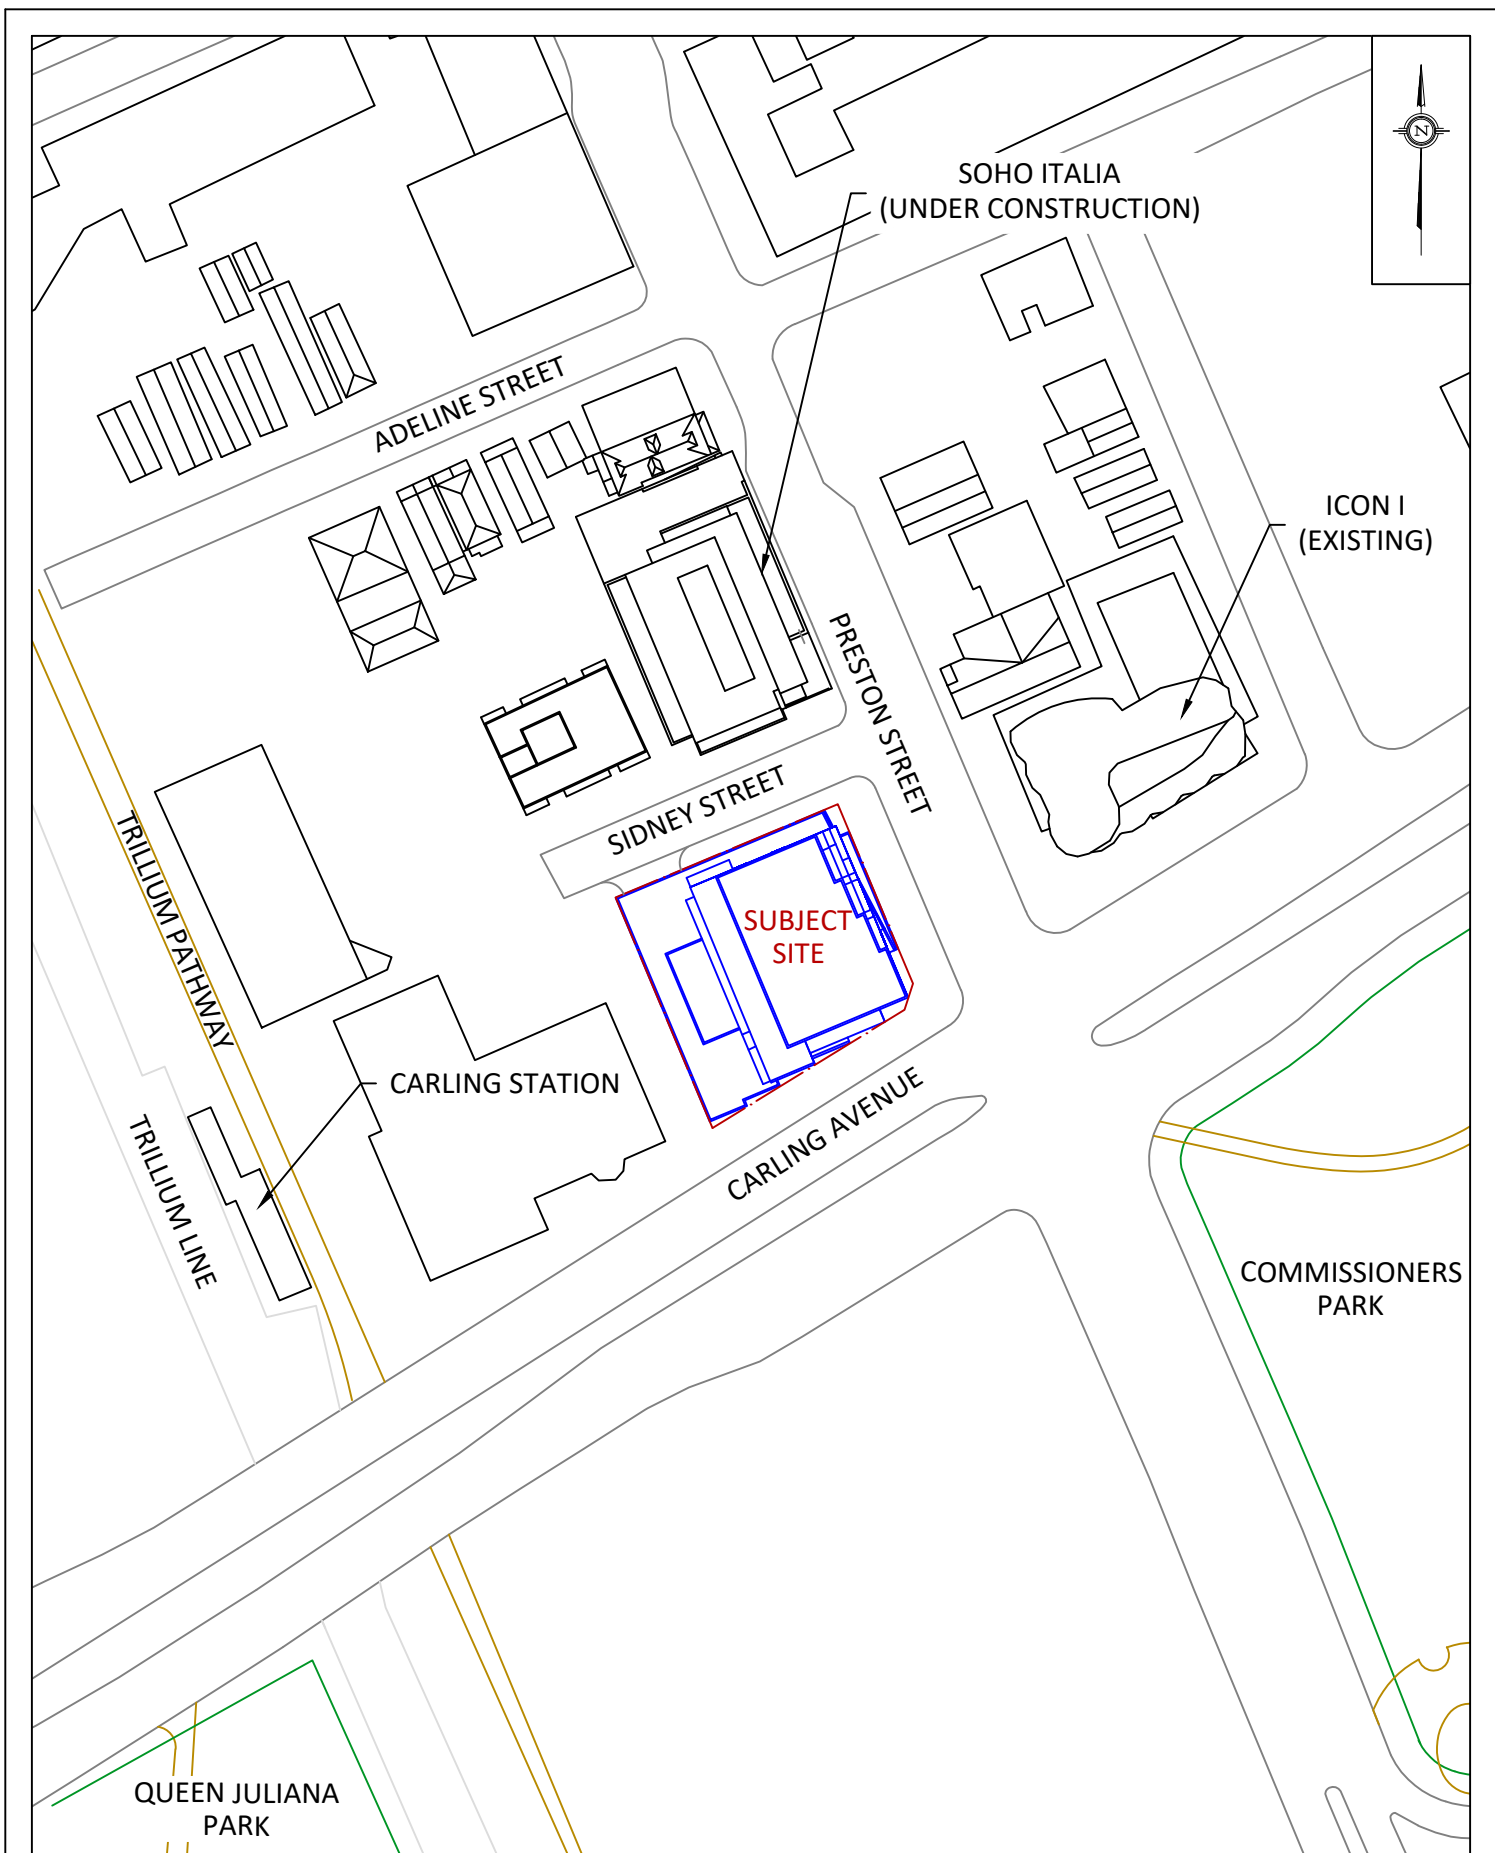 N
SOHO ITALIA
(UNDER CONSTRUCTION)
ADELINE STREET
ICON I
(EXISTING)
PRESTON STREET
SIDNEY STREET
TRILLIUM PATHWAY
SUBJECT
SITE
CARLING STATION
CARLING AVENUE
TRILLIUM LINE
COMMISSIONERS
PARK
QUEEN JULIANA
PARK